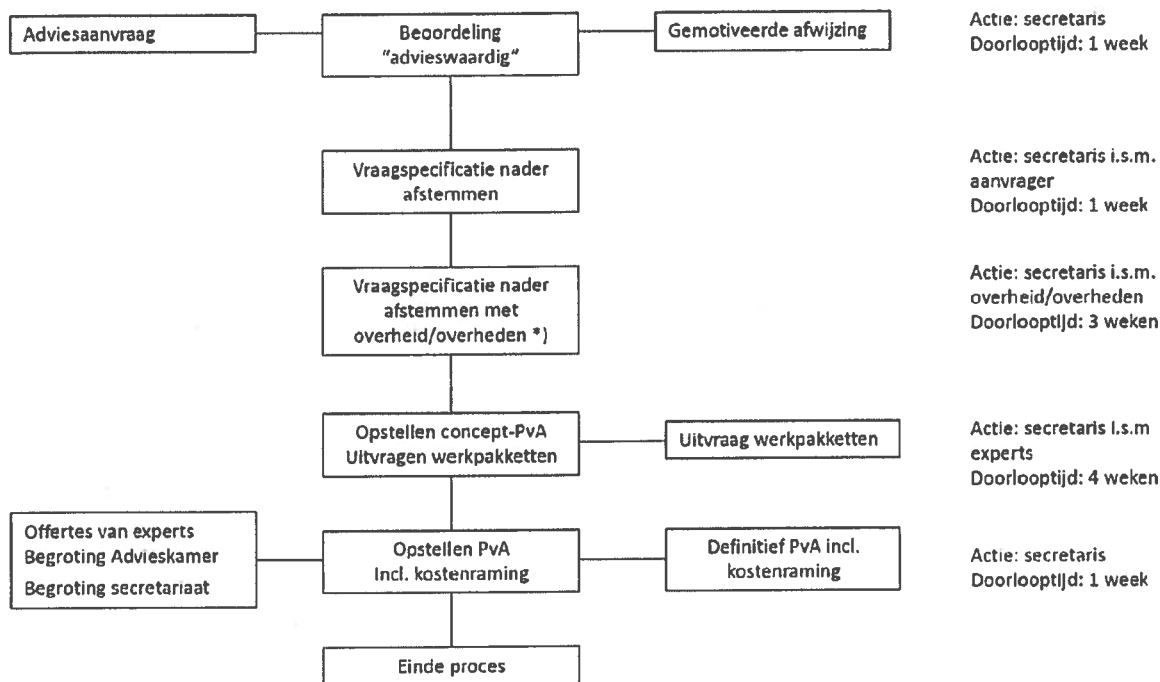 Adviesaanvraag
Beoordeling
"advieswaardig"
Gemotiveerde afwijzing
Actie: secretaris
Doorlooptijd: 1 week
Vraagspecificatie nader
afstemmen
Actie: secretaris i.s.m.
aanvrager
Doorlooptijd: 1 week
Vraagspecificatie nader
afstemmen met
overheid/overheden *)
Actie: secretaris i.s.m.
overheid/overheden
Doorlooptijd: 3 weken
Opstellen concept-PvA
Uitvragen werkpakketten
Uitvraag werkpakketten
Actie: secretaris i.s.m
experts
Doorlooptijd: 4 weken
Offertes van experts
Begroting Advieskamer
Begroting secretariaat
Opstellen PvA
Incl. kostenraming
Definitief PvA incl.
kostenraming
Actie: secretaris
Doorlooptijd: 1 week
Einde proces